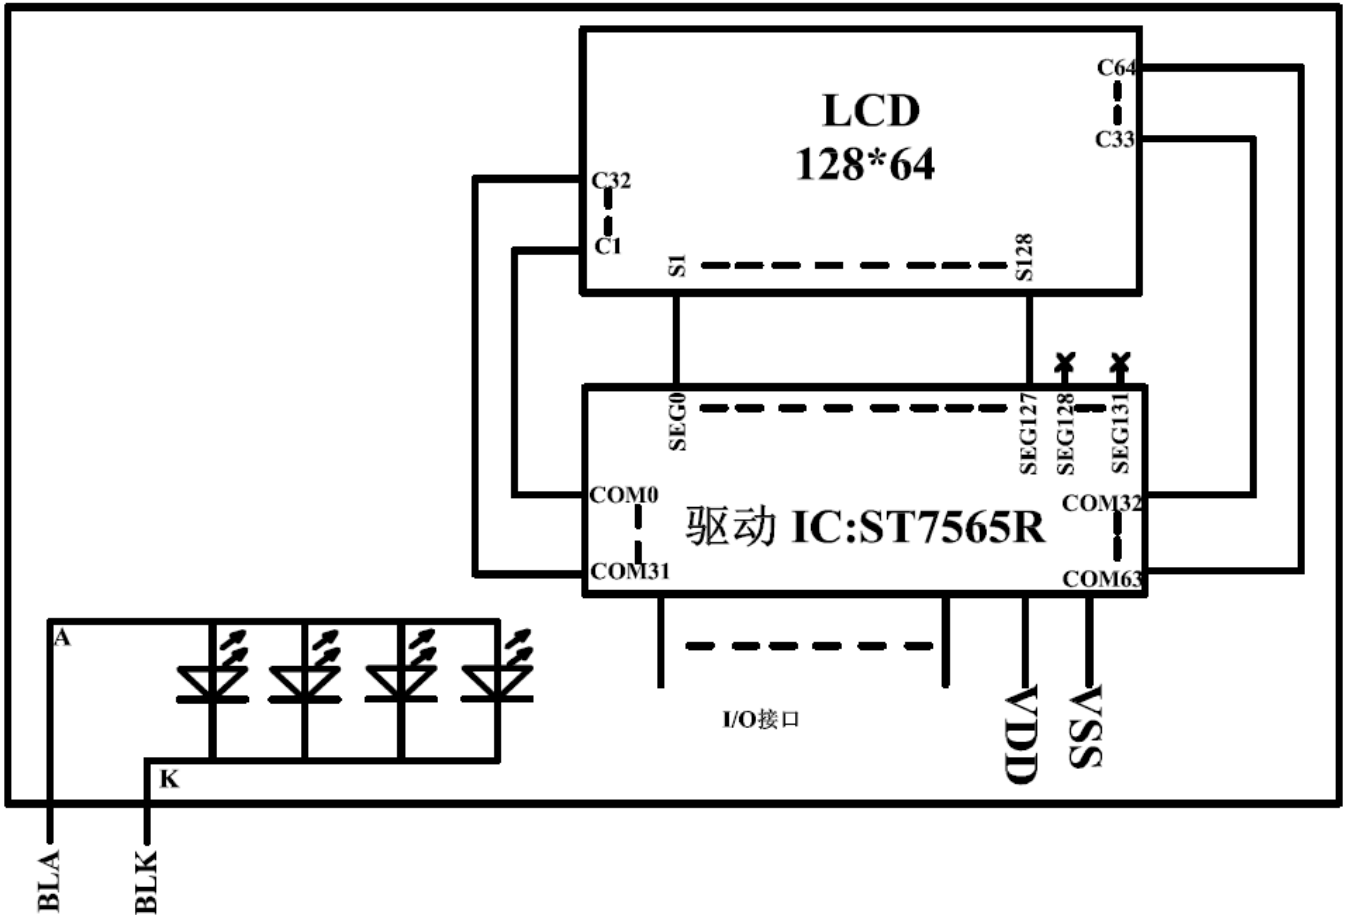 LCD
128*64
C64
C33
C32
C1
S1
S128
SEG0
SEG127
SEG128
SEG131
COM0
COM31
驱动 IC:ST7565R
COM32
COM63
I/O接口
VDD
VSS
A
K
BLA
BLK